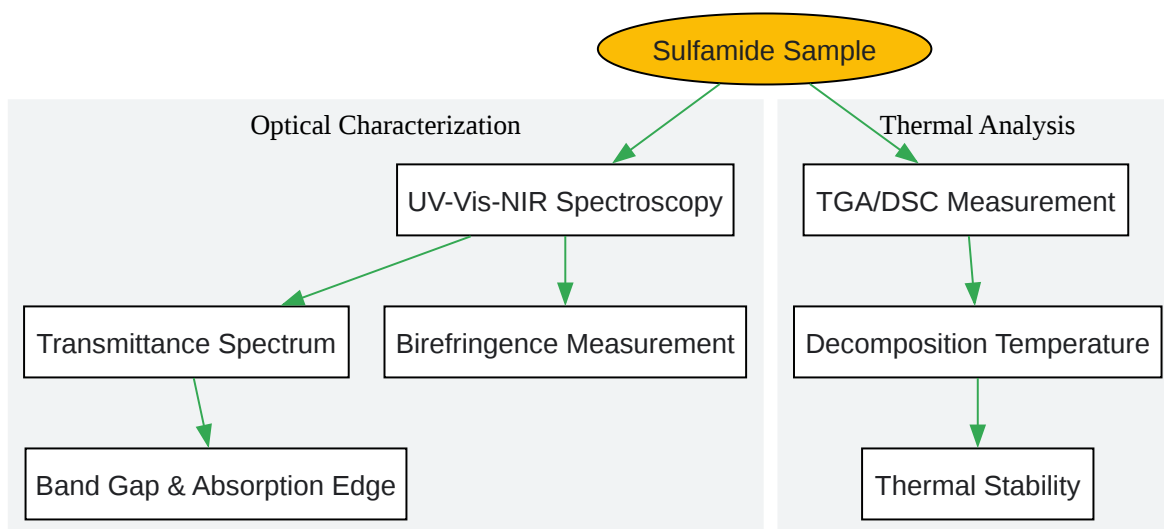 Sulfamide Sample
Optical Characterization
Thermal Analysis
UV-Vis-NIR Spectroscopy
TGA/DSC Measurement
Transmittance Spectrum
Birefringence Measurement
Decomposition Temperature
Band Gap & Absorption Edge
Thermal Stability